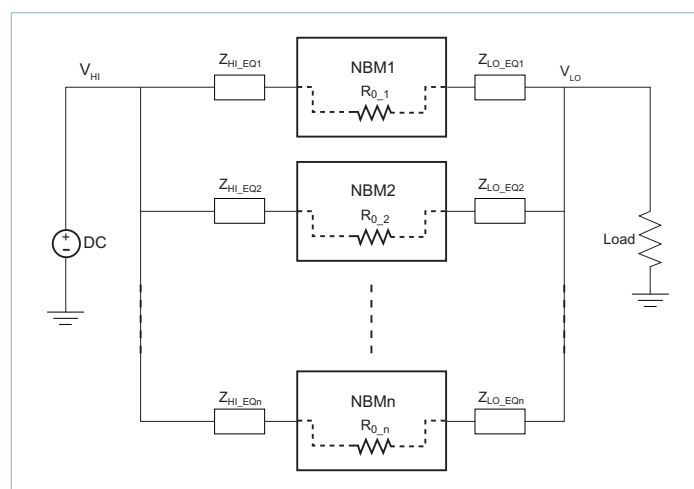 Z_HI_EQ1 NBM1 Z_LO_EQ1
V_HI R_0_1 V_LO
Z_HI_EQ2 NBM2 Z_LO_EQ2
R_0_2
+
- DC Load
Z_HI_EQn NBMn Z_LO_EQn
R_0_n